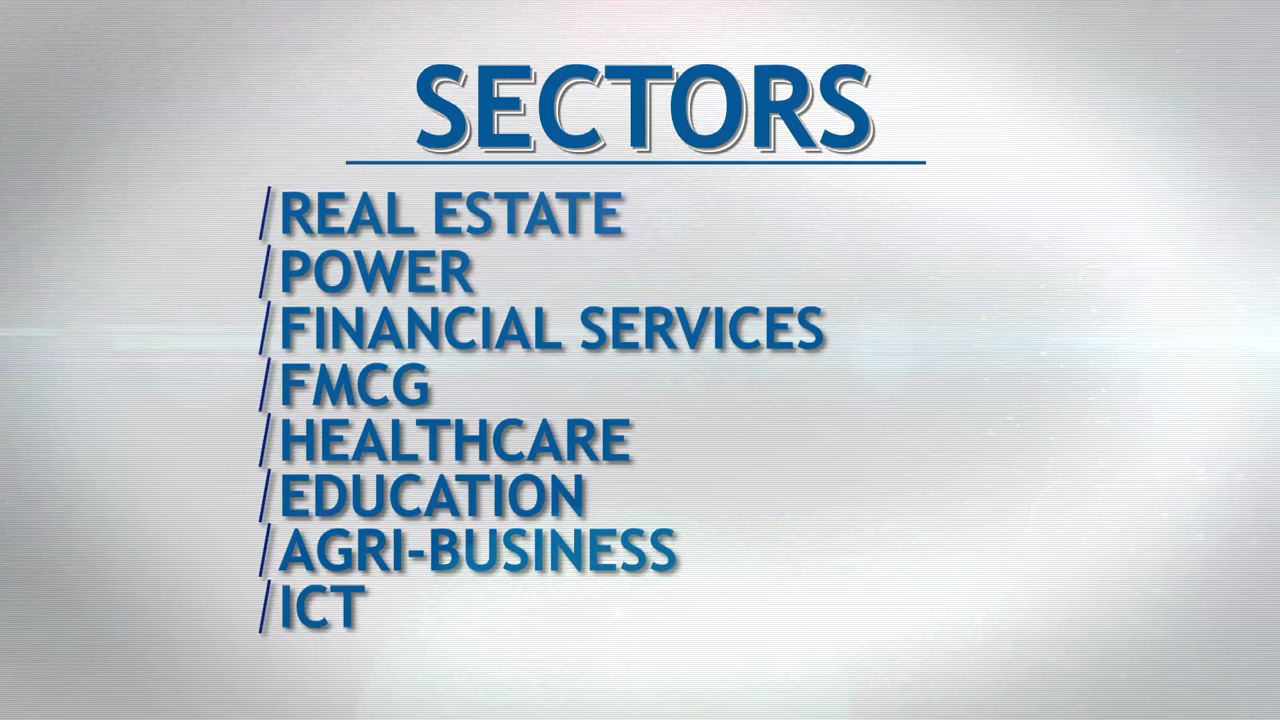 SECTORS
/REAL ESTATE
/POWER
/FINANCIAL SERVICES
/FMCG
/HEALTHCARE
/EDUCATION
/AGRI-BUSINESS
/ICT